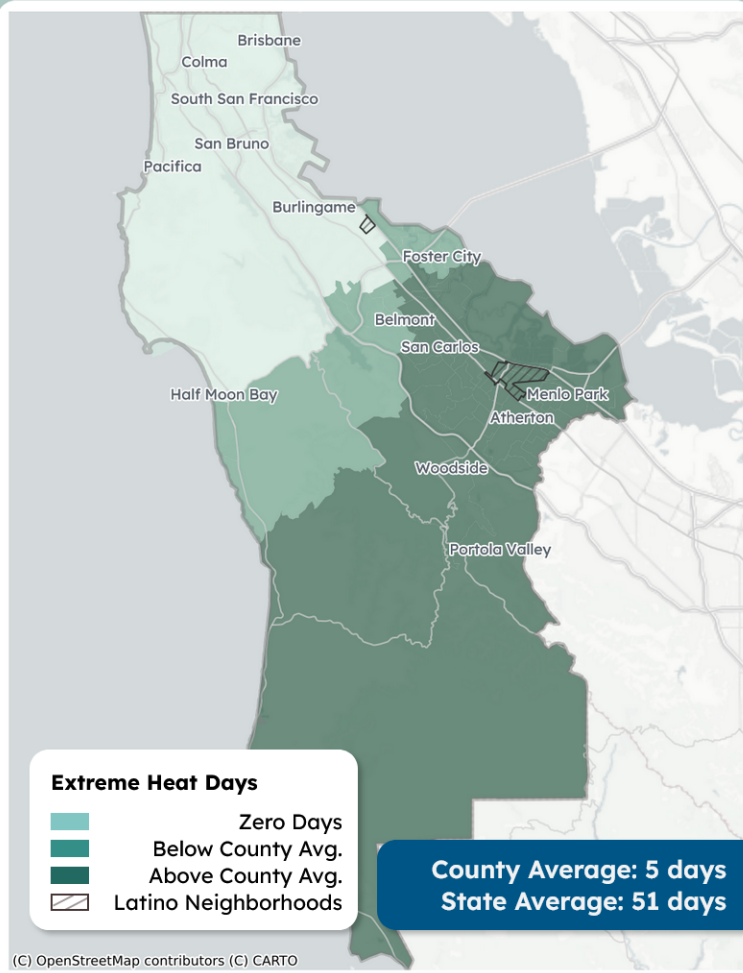 Brisbane
Colma
South San Francisco
San Bruno
Pacifica
Burlingame
Foster City
Belmont
San Carlos
Half Moon Bay
Menlo Park
Atherton
Woodside
Portola Valley
Extreme Heat Days
Zero Days
Below County Avg.
Above County Avg.
Latino Neighborhoods
County Average: 5 days
State Average: 51 days
(C) OpenStreetMap contributors (C) CARTO